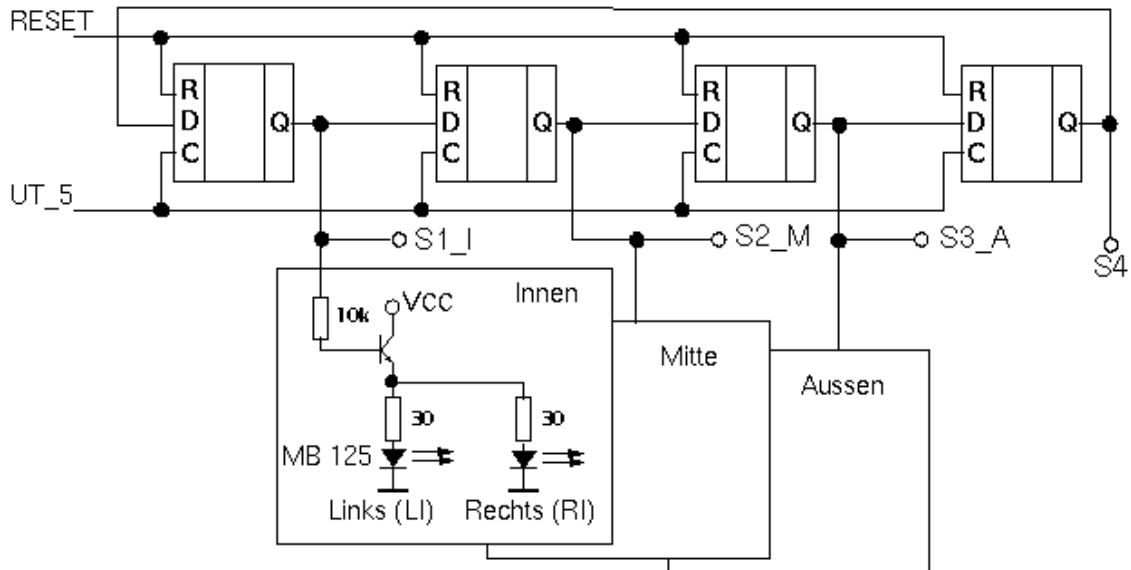 RESET
R
D
C
Q
R
D
C
Q
R
D
C
Q
R
D
C
Q
UT_5
S1_I
S2_M
S3_A
S4
Innen
VCC
10k
Mitte
Aussen
30
30
MB 125
Links (LI)
Rechts (RI)